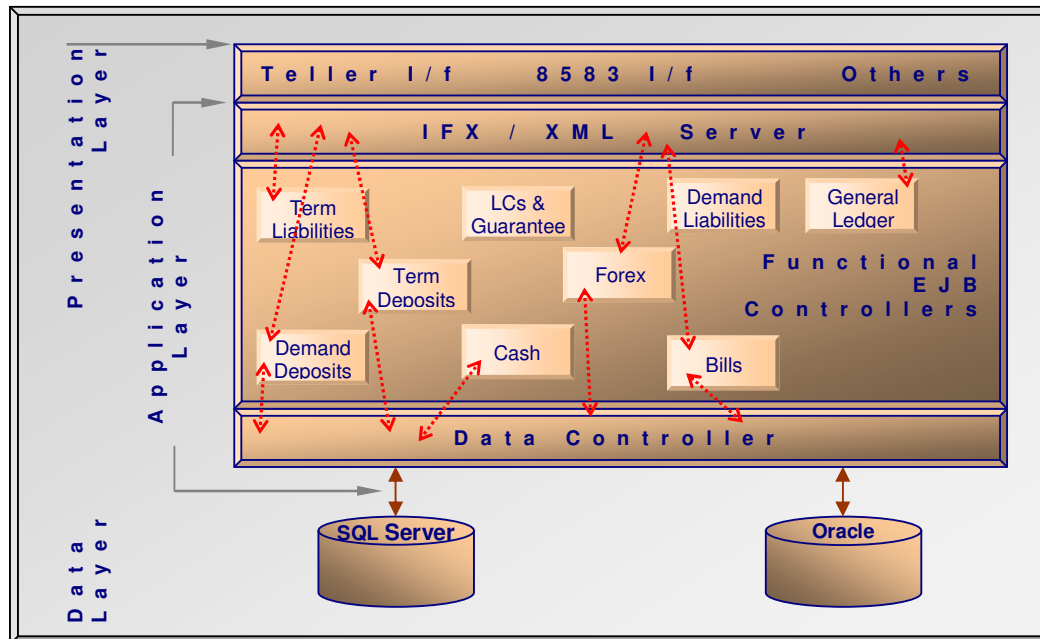 Presentation
Layer
Application
Layer
Data
Layer
Teller I/f 8583 I/f Others
IFX / XML Server
Term
Liabilities
LCs &
Guarantee
Demand
Liabilities
General
Ledger
Term
Deposits
Forex
Functional
EJB
Controllers
Demand
Deposits
Cash
Bills
Data Controller
SQL Server
Oracle